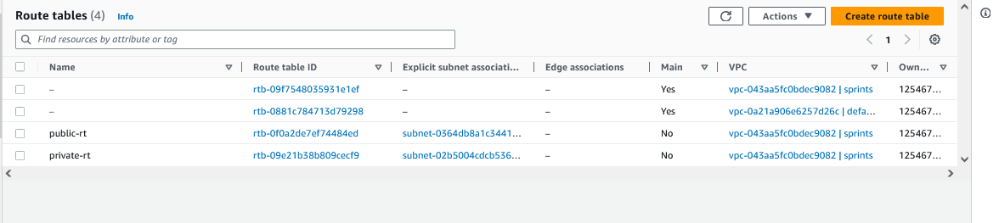 Route tables (4) Info Actions Create route table
Find resources by attribute or tag 1
Name Route table ID Explicit subnet associati... Edge associations Main VPC Own...
– rtb-09f7548035931e1ef – – Yes vpc-043aa5fc0bdec9082 | sprints 125467...
– rtb-0881c784713d79298 – – Yes vpc-0a21a906e6257d26c | defa... 125467...
public-rt rtb-0f0a2de7ef74484ed subnet-0364db8a1c3441... – No vpc-043aa5fc0bdec9082 | sprints 125467...
private-rt rtb-09e21b38b809cecf9 subnet-02b5004cdcb536... – No vpc-043aa5fc0bdec9082 | sprints 125467...